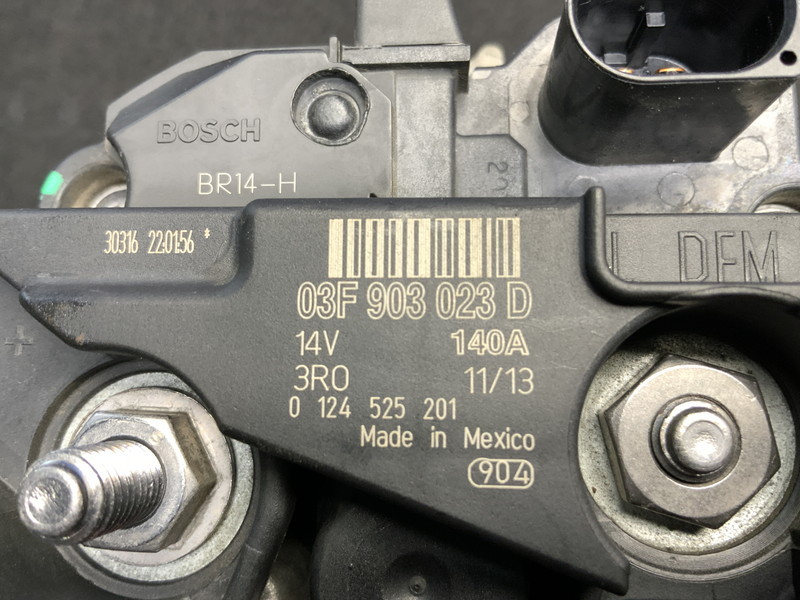 BOSCH
BR14-H
30316 22:01:56 *
03F 903 023 D
14V 140A
3R0 11/13
0 124 525 201
Made in Mexico
904
L DFM
+